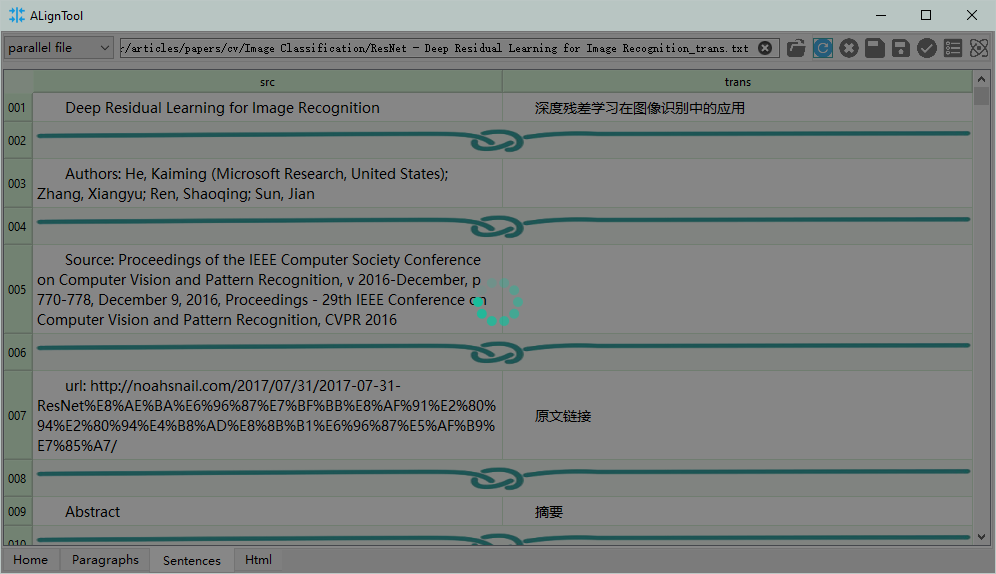 ALignTool
parallel file
/articles/papers/cv/Image Classification/ResNet - Deep Residual Learning for Image Recognition_trans.txt
src
trans
001
Deep Residual Learning for Image Recognition
深度残差学习在图像识别中的应用
002
003
Authors: He, Kaiming (Microsoft Research, United States);
Zhang, Xiangyu; Ren, Shaoqing; Sun, Jian
004
005
Source: Proceedings of the IEEE Computer Society Conference
on Computer Vision and Pattern Recognition, v 2016-December, p
770-778, December 9, 2016, Proceedings - 29th IEEE Conference on
Computer Vision and Pattern Recognition, CVPR 2016
006
007
url: http://noahsnail.com/2017/07/31/2017-07-31-
ResNet%E8%AE%BA%E6%96%87%E7%BF%BB%E8%AF%91%E2%80%
94%E2%80%94%E4%B8%AD%E8%8B%B1%E6%96%87%E5%AF%B9%
E7%85%A7/
原文链接
008
009
Abstract
摘要
010
Home
Paragraphs
Sentences
Html